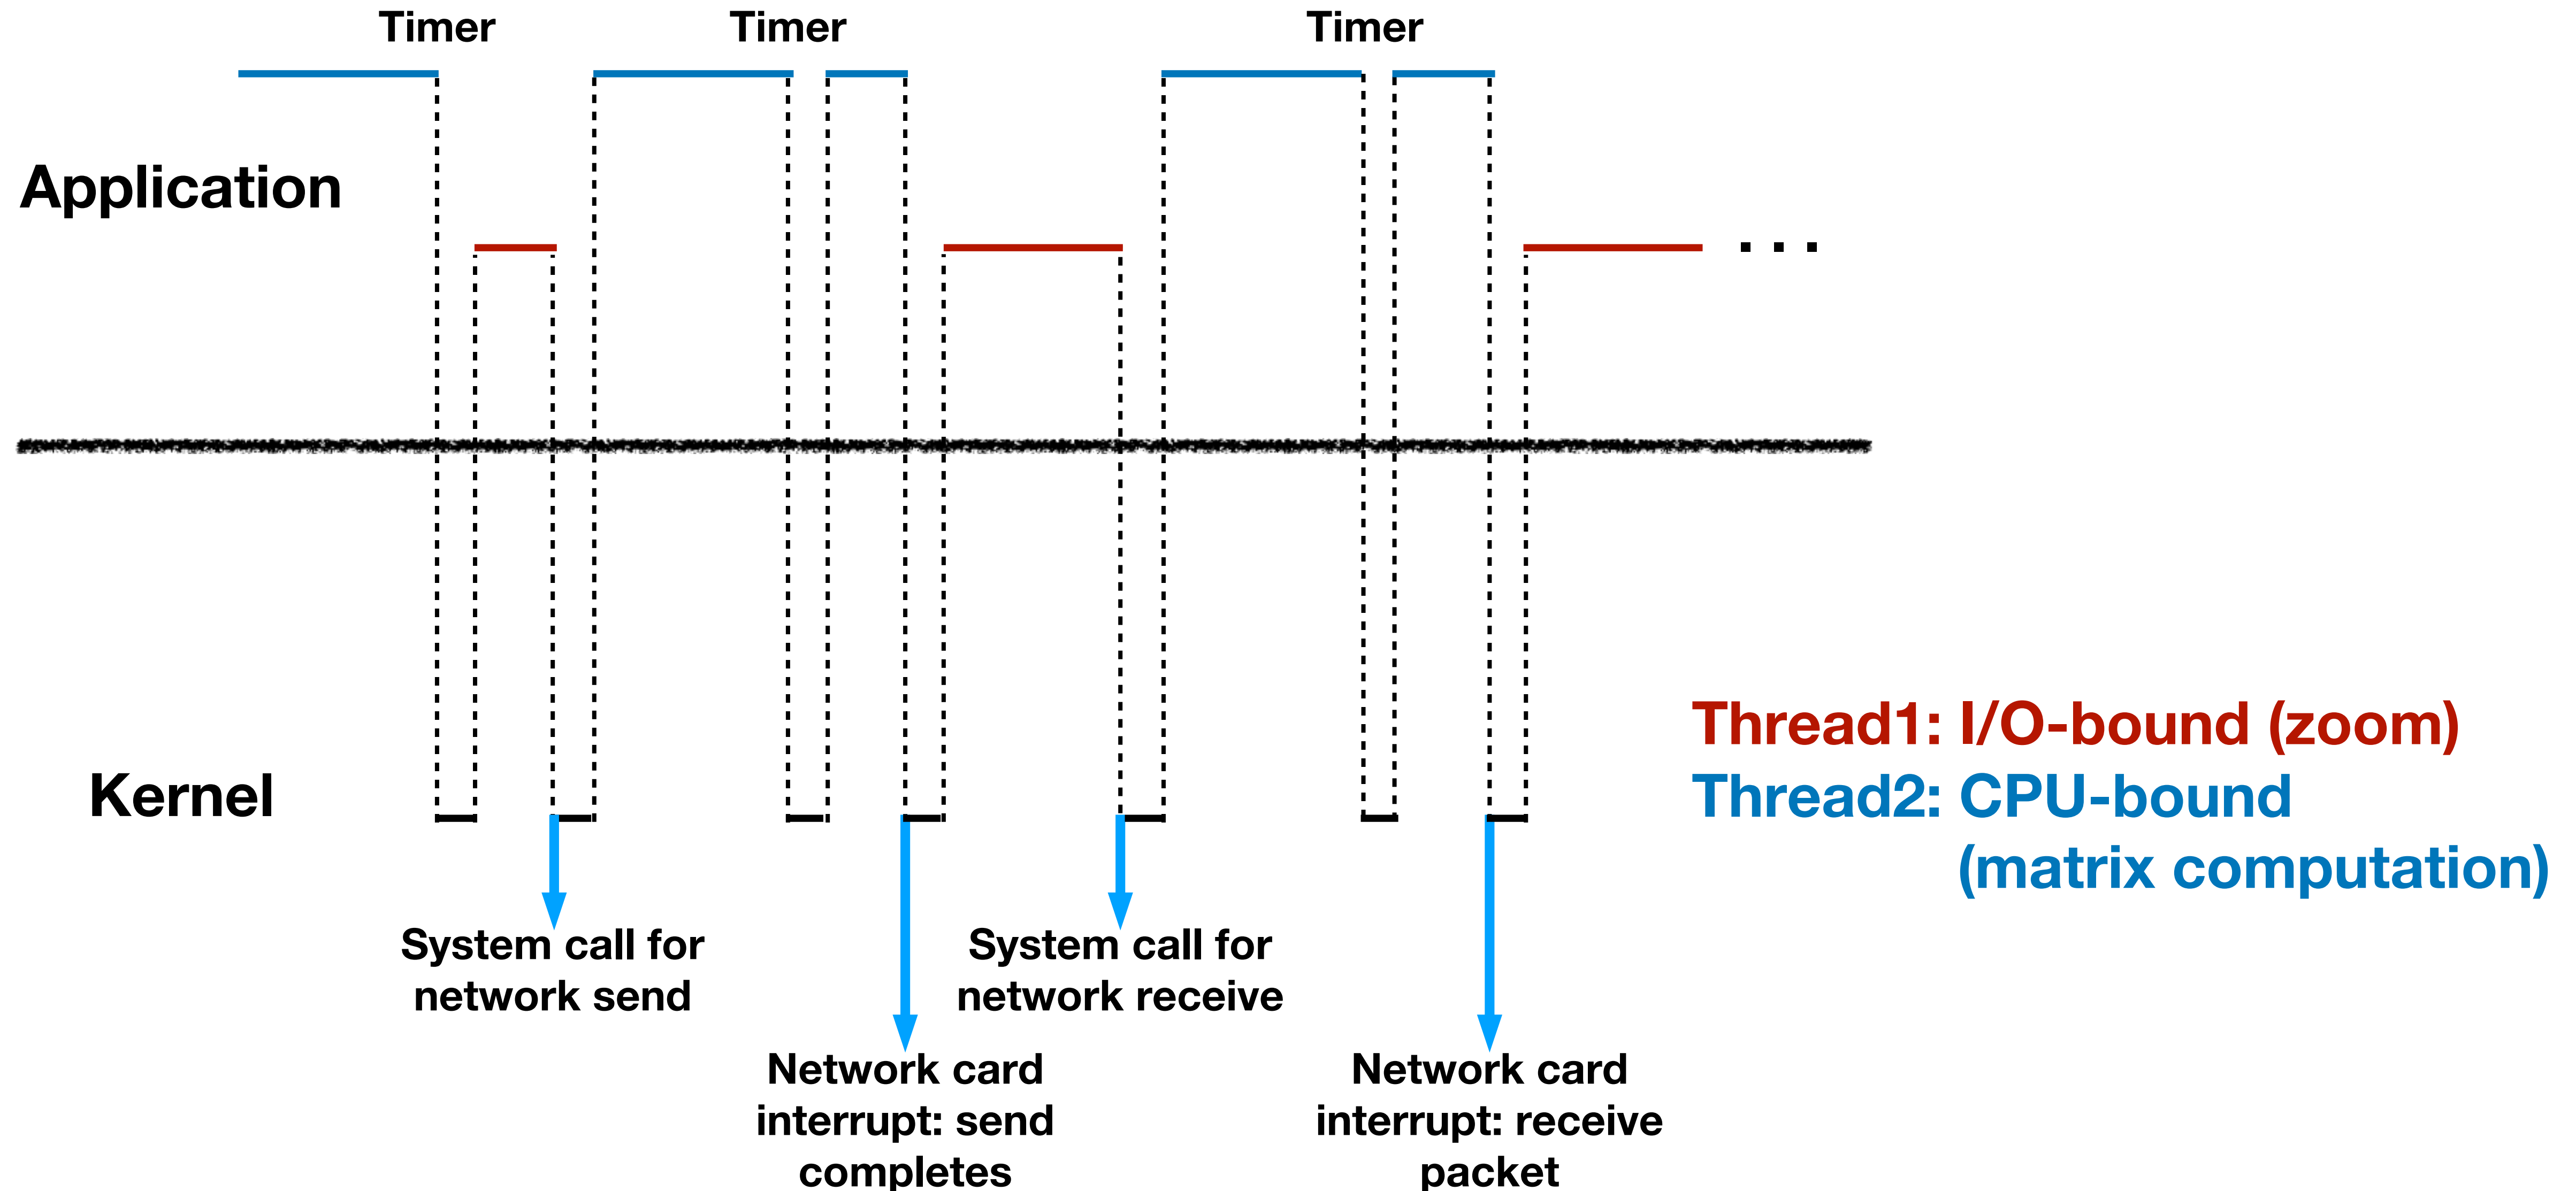 Timer
Timer
Timer
Application
Kernel
System call for
network send
Network card
interrupt: send
completes
System call for
network receive
Network card
interrupt: receive
packet
. . .
Thread1: I/O-bound (zoom)
Thread2: CPU-bound
(matrix computation)